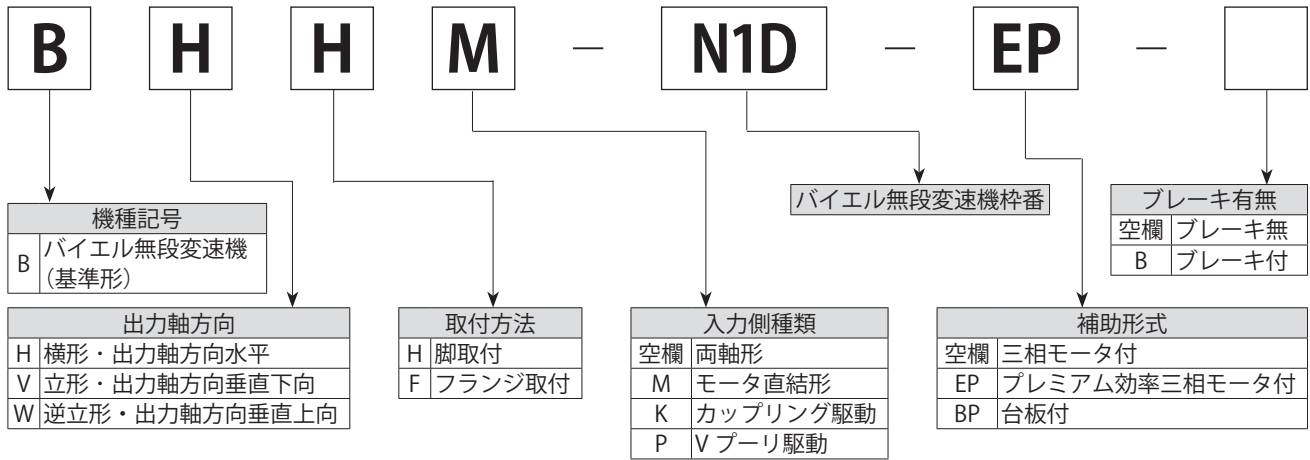 B H H M － N1D － EP －
機種記号
B バイエル無段変速機
（基準形）
バイエル無段変速機枠番
ブレーキ有無
空欄 ブレーキ無
B ブレーキ付
出力軸方向
H 横形・出力軸方向水平
V 立形・出力軸方向垂直下向
W 逆立形・出力軸方向垂直上向
取付方法
H 脚取付
F フランジ取付
入力側種類
空欄 両軸形
M モータ直結形
K カップリング駆動
P V プーリ駆動
補助形式
空欄 三相モータ付
EP プレミアム効率三相モータ付
BP 台板付